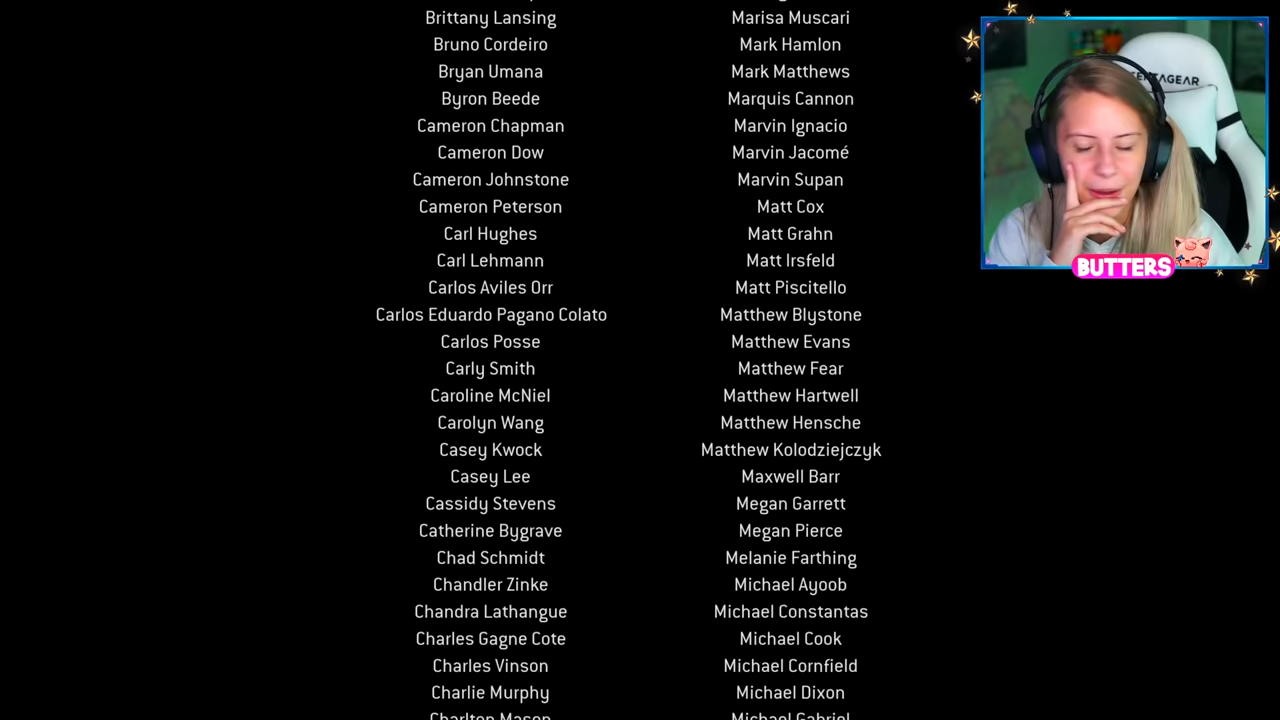 Brittany Lansing
Bruno Cordeiro
Bryan Umana
Byron Beede
Cameron Chapman
Cameron Dow
Cameron Johnstone
Cameron Peterson
Carl Hughes
Carl Lehmann
Carlos Aviles Orr
Carlos Eduardo Pagano Colato
Carlos Posse
Carly Smith
Caroline McNiel
Carolyn Wang
Casey Kwock
Casey Lee
Cassidy Stevens
Catherine Bygrave
Chad Schmidt
Chandler Zinke
Chandra Lathangue
Charles Gagne Cote
Charles Vinson
Charlie Murphy
Charlton Mason
Marisa Muscari
Mark Hamlon
Mark Matthews
Marquis Cannon
Marvin Ignacio
Marvin Jacomé
Marvin Supan
Matt Cox
Matt Grahn
Matt Irsfeld
Matt Piscitello
Matthew Blystone
Matthew Evans
Matthew Fear
Matthew Hartwell
Matthew Hensche
Matthew Kolodziejczyk
Maxwell Barr
Megan Garrett
Megan Pierce
Melanie Farthing
Michael Ayoob
Michael Constantas
Michael Cook
Michael Cornfield
Michael Dixon
Michael Gabriel
BUTTERS